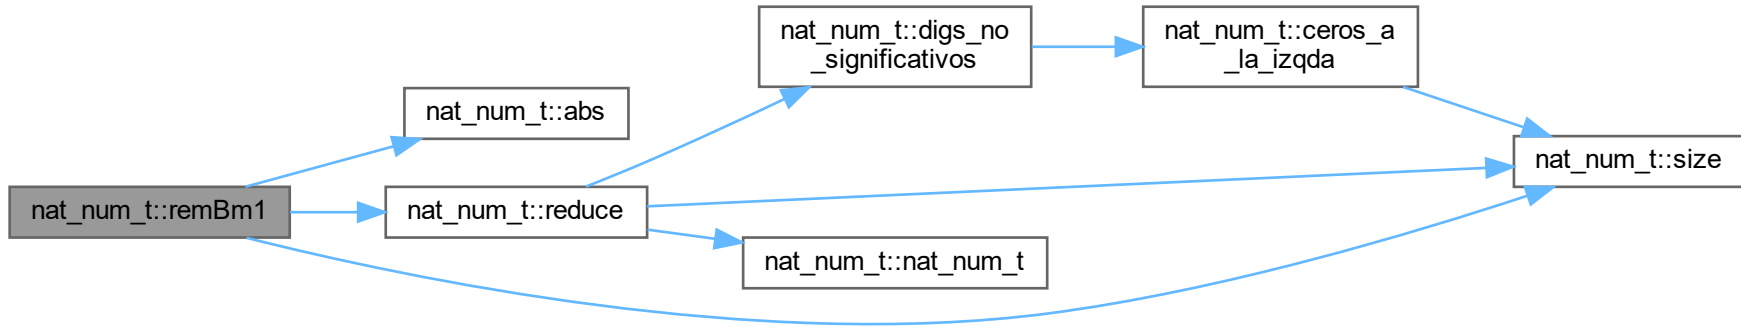 nat_num_t::remBm1
nat_num_t::abs
nat_num_t::reduce
nat_num_t::digs_no
_significativos
nat_num_t::nat_num_t
nat_num_t::ceros_a
_la_izqda
nat_num_t::size